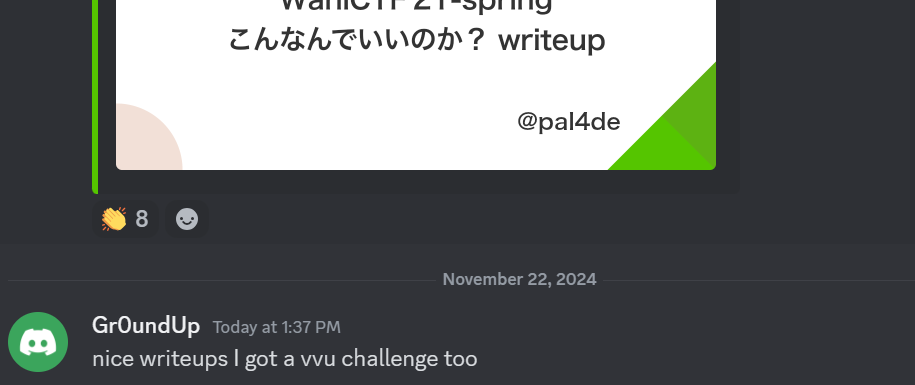 WaniCTF'21-spring
こんなんでいいのか？ writeup
@pal4de
8
November 22, 2024
Gr0undUp Today at 1:37 PM
nice writeups I got a vvu challenge too